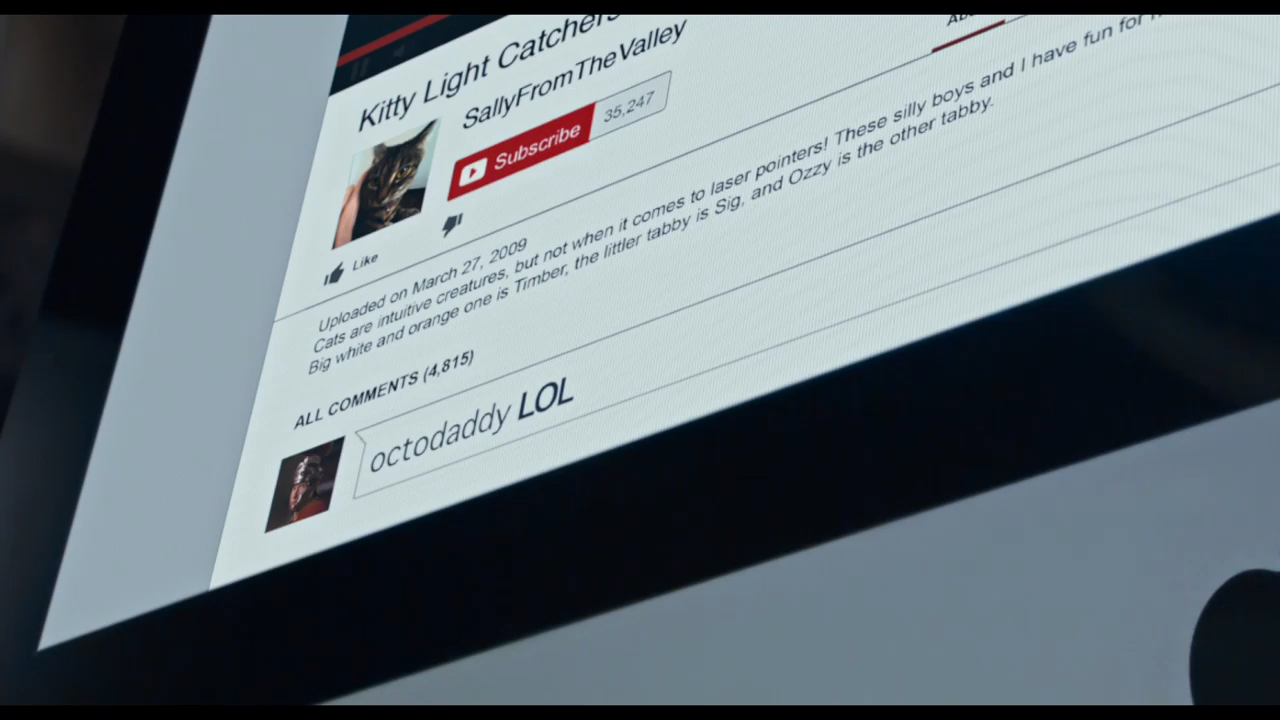 Kitty Light Catchers
SallyFromTheValley
Subscribe 35,247
Like
Uploaded on March 27, 2009
Cats are intuitive creatures, but not when it comes to laser pointers! These silly boys and I have fun for
Big white and orange one is Timber, the littler tabby is Sig, and Ozzy is the other tabby.
ALL COMMENTS (4,815)
octodaddy LOL